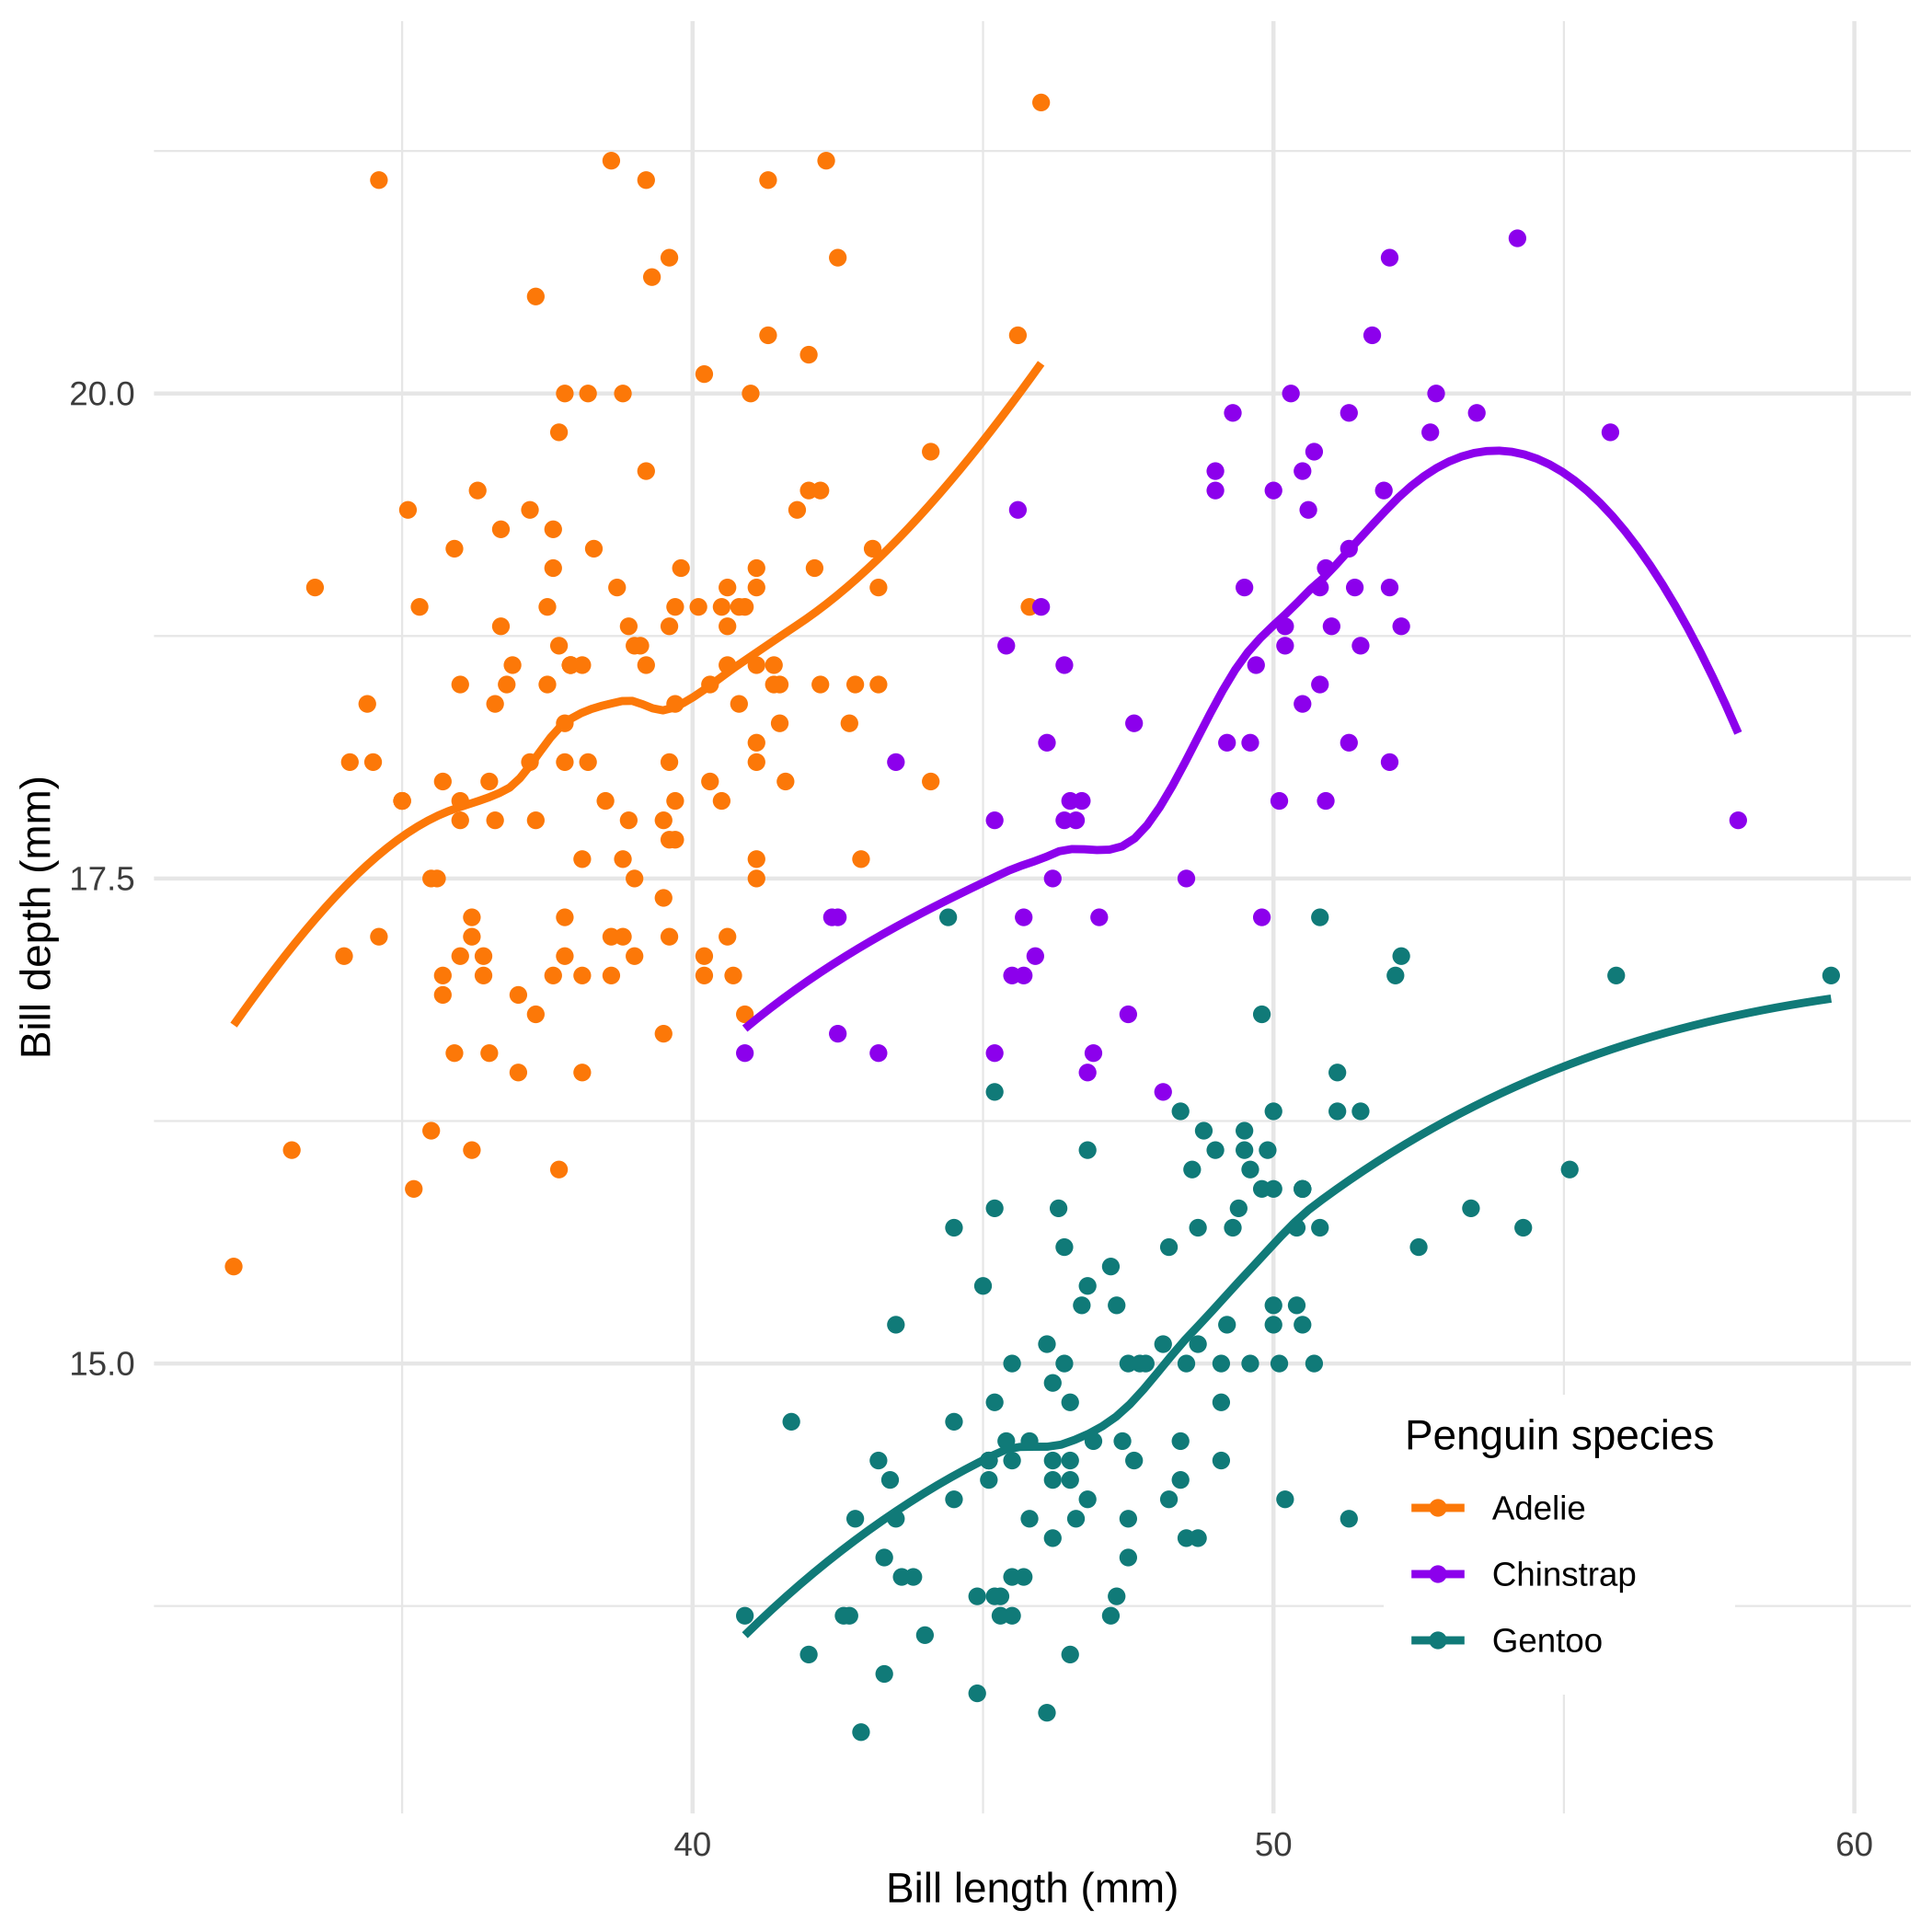 20.0
17.5
15.0
Bill depth (mm)
40
50
60
Bill length (mm)
Penguin species
Adelie
Chinstrap
Gentoo